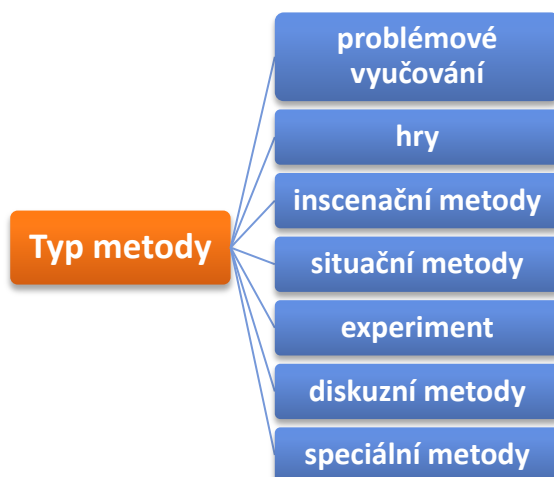 problémové
vyučování
hry
inscenační metody
Typ metody
situační metody
experiment
diskuzní metody
speciální metody